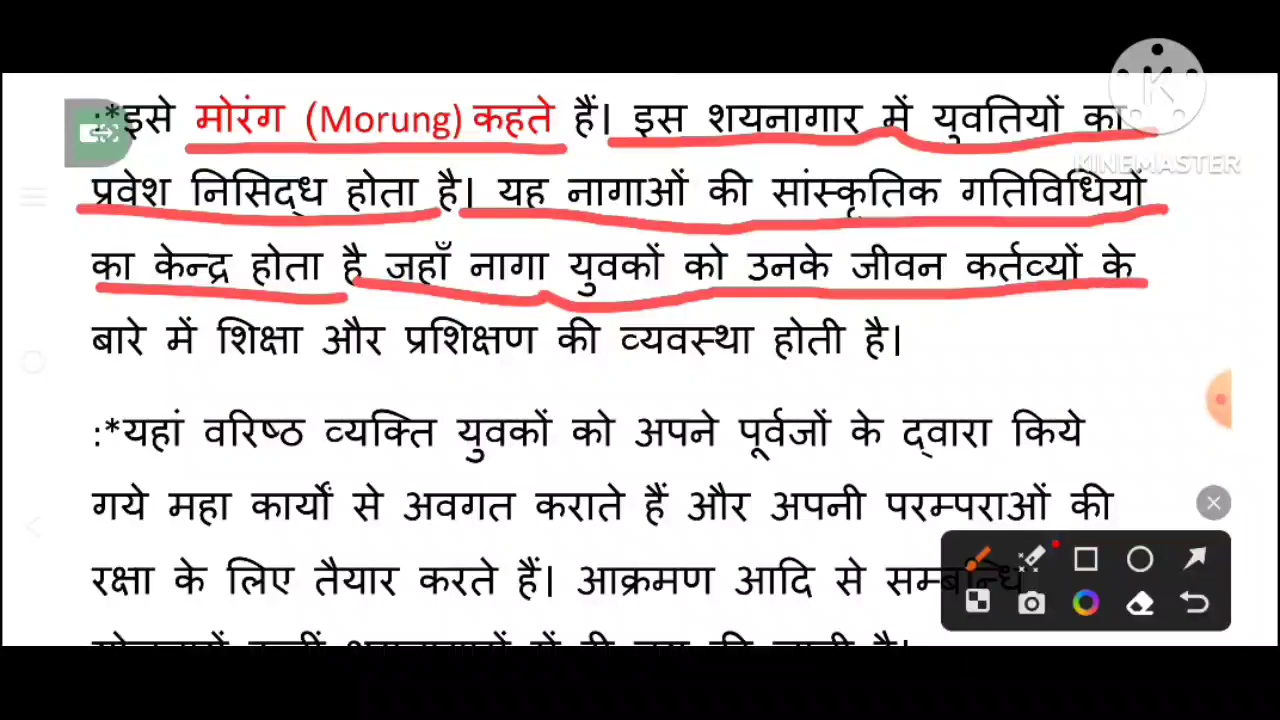 :*इसे मोरंग (Morung) कहते हैं। इस शयनागार में युवतियों का
KINEMASTER
प्रवेश निसिद्ध होता है। यह नागाओं की सांस्कृतिक गतिविधियों
का केन्द्र होता है जहाँ नागा युवकों को उनके जीवन कर्तव्यों के
बारे में शिक्षा और प्रशिक्षण की व्यवस्था होती है।
:*यहां वरिष्ठ व्यक्ति युवकों को अपने पूर्वजों के द्वारा किये
गये महा कार्यों से अवगत कराते हैं और अपनी परम्पराओं की
रक्षा के लिए तैयार करते हैं। आक्रमण आदि से